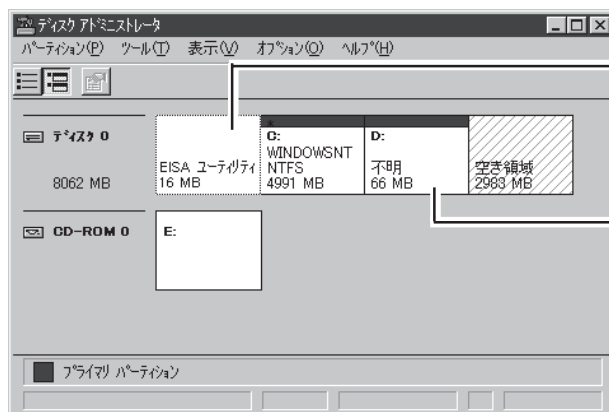 ディスク アドミニストレータ
パーティション(P) ツール(T) 表示(V) オプション(O) ヘルプ(H)
ディスク 0
8062 MB
EISA ユーティリティ
16 MB
*
C:
WINDOWSNT
NTFS
4991 MB
D:
不明
66 MB
空き領域
2983 MB
CD-ROM 0
E:
プライマリ パーティション